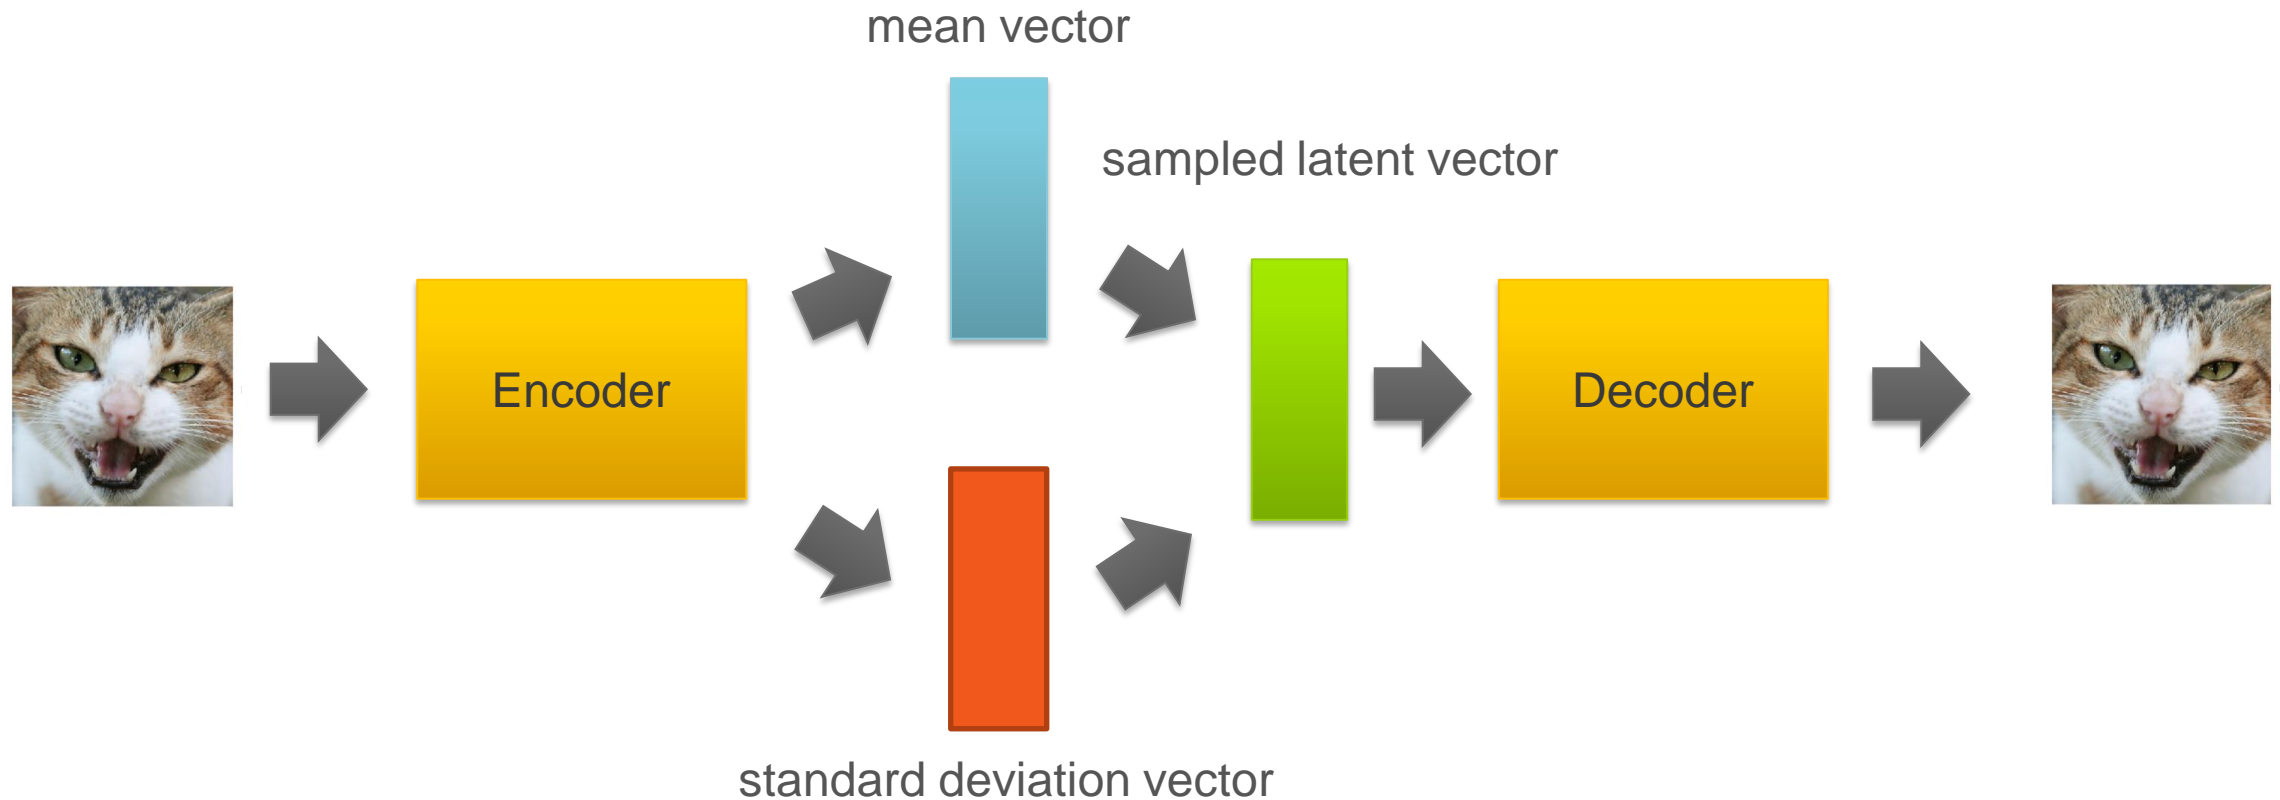 mean vector
sampled latent vector
Encoder
Decoder
standard deviation vector